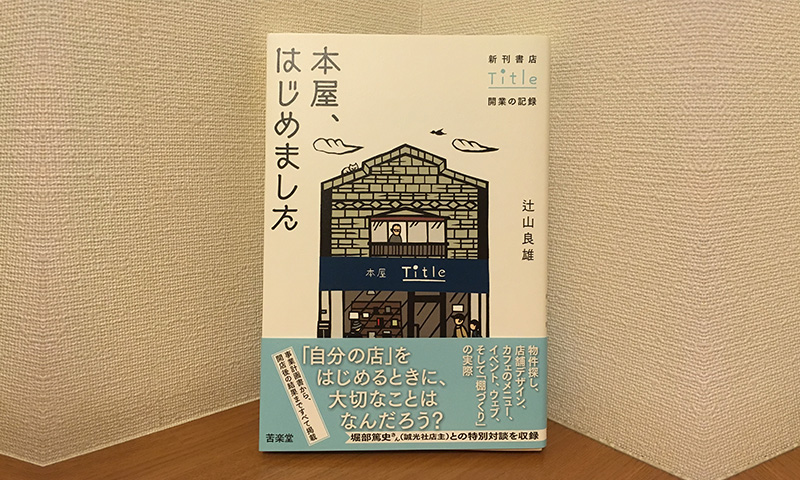 本屋、
はじめました
新刊書店
Title
開業の記録
辻山良雄
本屋 Title
物件探し、
店舗デザイン、
カフェのメニュー、
イベント、ウェブ、
そして「棚づくり」
の実際
「自分の店」を
はじめるときに、
大切なことは
なんだろう?
事業計画書から、
開店後の結果まですべて掲載
堀部篤史さん(誠光社店主)との特別対談を収録
苦楽堂